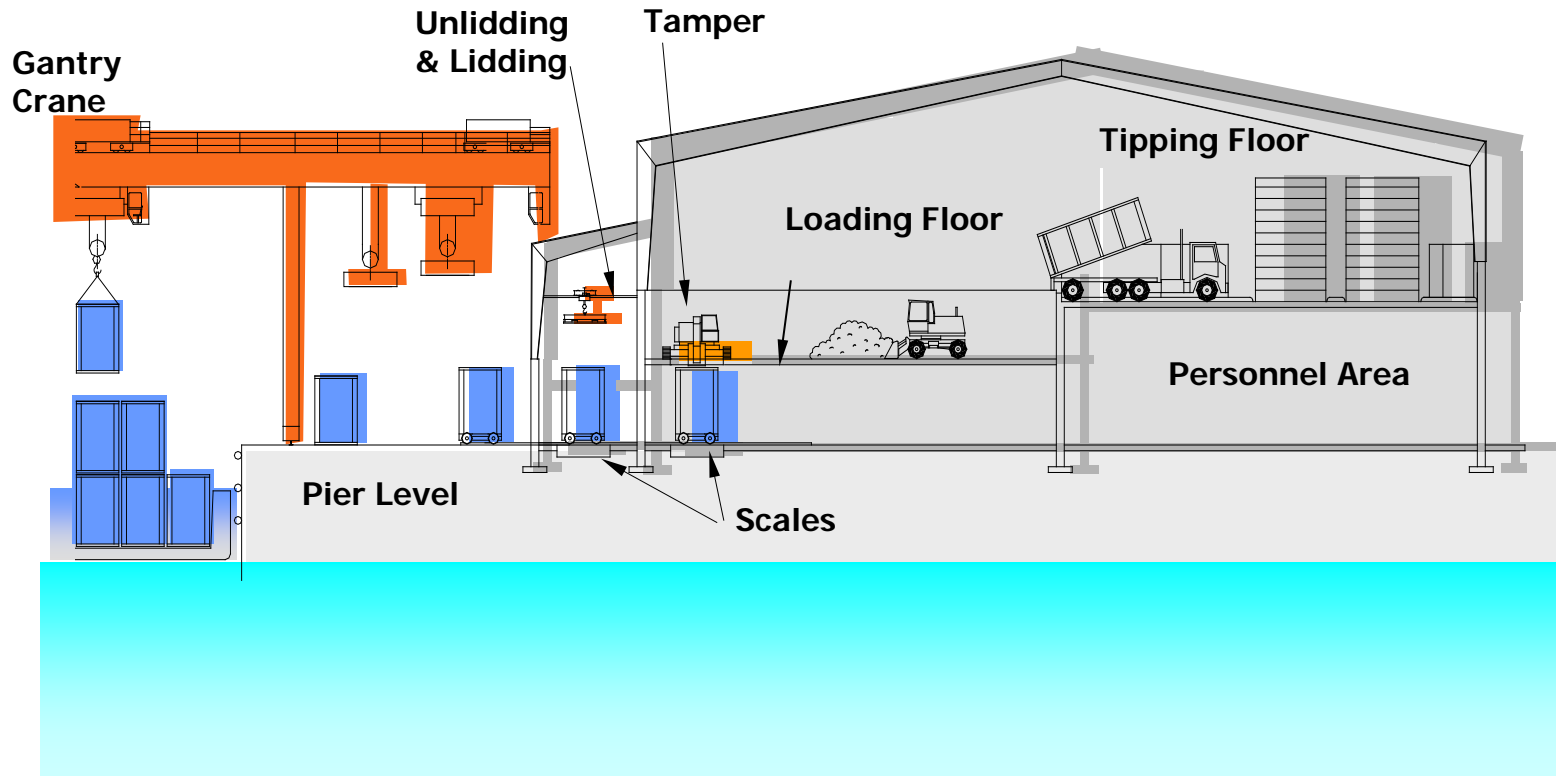 Unlidding
& Lidding
Tamper
Gantry
Crane
Tipping Floor
Loading Floor
Personnel Area
Pier Level
Scales